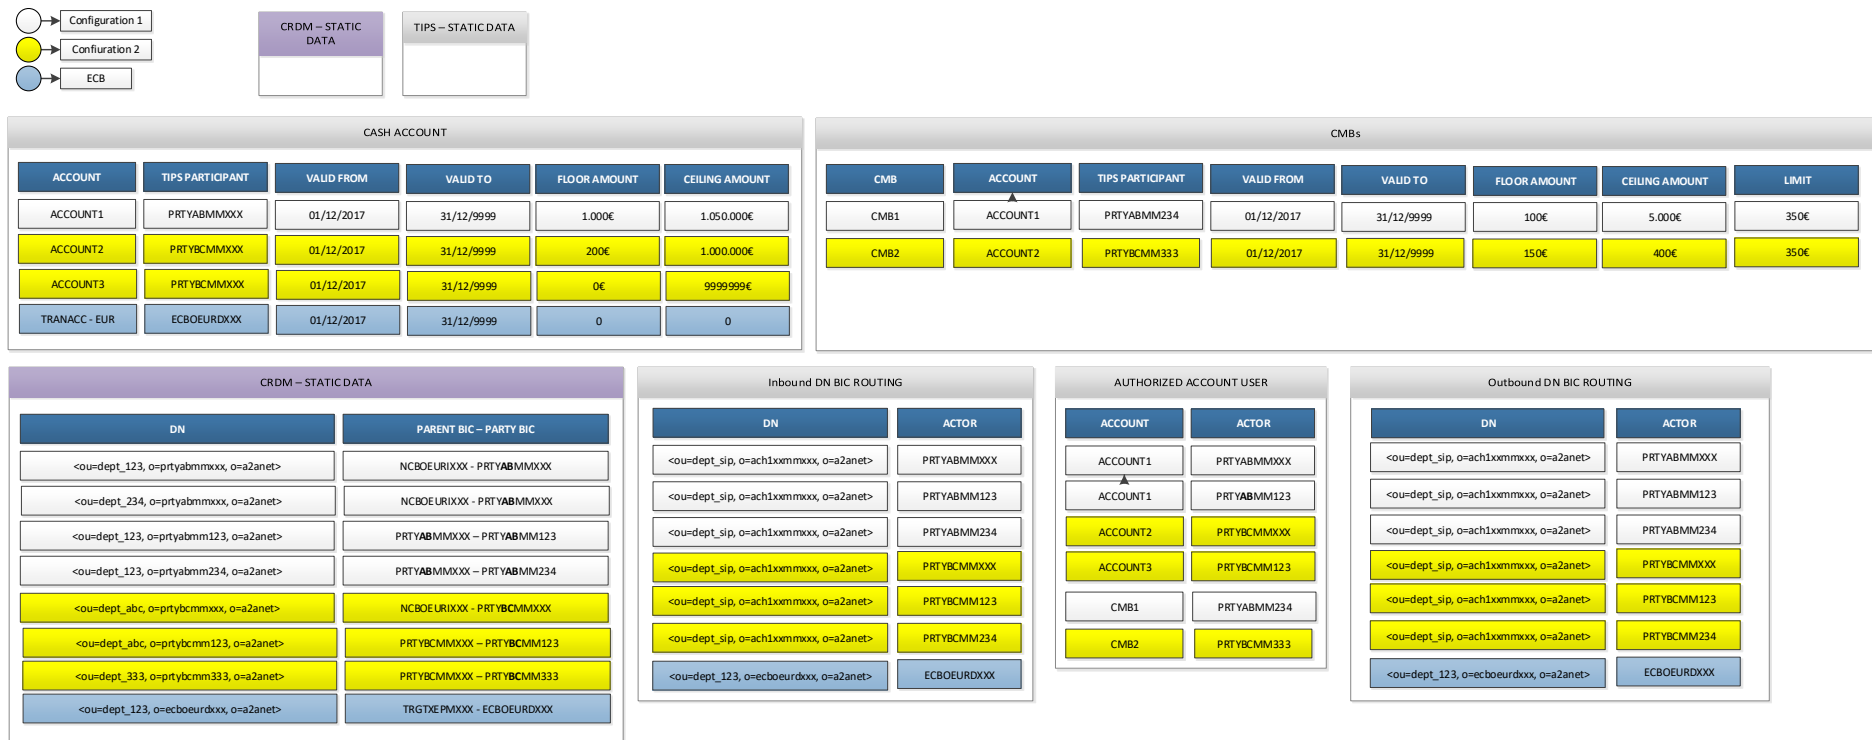 Configuration 1
Confiuration 2
ECB
CRDM – STATIC
DATA
TIPS – STATIC DATA
CASH ACCOUNT
ACCOUNT TIPS PARTICIPANT VALID FROM VALID TO FLOOR AMOUNT CEILING AMOUNT
ACCOUNT1 PRTYABMMXXX 01/12/2017 31/12/9999 1.000€ 1.050.000€
ACCOUNT2 PRTYBCMMXXX 01/12/2017 31/12/9999 200€ 1.000.000€
ACCOUNT3 PRTYBCMMXXX 01/12/2017 31/12/9999 0€ 9999999€
TRANACC - EUR ECBOEURDXXX 01/12/2017 31/12/9999 0 0
CMBs
CMB ACCOUNT TIPS PARTICIPANT VALID FROM VALID TO FLOOR AMOUNT CEILING AMOUNT LIMIT
CMB1 ACCOUNT1 PRTYABMM234 01/12/2017 31/12/9999 100€ 5.000€ 350€
CMB2 ACCOUNT2 PRTYBCMM333 01/12/2017 31/12/9999 150€ 400€ 350€
CRDM – STATIC DATA
DN PARENT BIC – PARTY BIC
<ou=dept_123, o=prtyabmmxxx, o=a2anet> NCBOEURIXXX - PRTYABMMXXX
<ou=dept_234, o=prtyabmmxxx, o=a2anet> NCBOEURIXXX - PRTYABMMXXX
<ou=dept_123, o=prtyabmm123, o=a2anet> PRTYABMMXXX – PRTYABMM123
<ou=dept_123, o=prtyabmm234, o=a2anet> PRTYABMMXXX – PRTYABMM234
<ou=dept_abc, o=prtybcmmxxx, o=a2anet> NCBOEURIXXX - PRTYBCMMXXX
<ou=dept_abc, o=prtybcmm123, o=a2anet> PRTYBCMMXXX – PRTYBCMM123
<ou=dept_333, o=prtybcmm333, o=a2anet> PRTYBCMMXXX – PRTYBCMM333
<ou=dept_123, o=ecboeurdxxx, o=a2anet> TRGTXEPMXXX - ECBOEURDXXX
Inbound DN BIC ROUTING
DN ACTOR
<ou=dept_sip, o=ach1xxmmxxx, o=a2anet> PRTYABMMXXX
<ou=dept_sip, o=ach1xxmmxxx, o=a2anet> PRTYABMM123
<ou=dept_sip, o=ach1xxmmxxx, o=a2anet> PRTYABMM234
<ou=dept_sip, o=ach1xxmmxxx, o=a2anet> PRTYBCMMXXX
<ou=dept_sip, o=ach1xxmmxxx, o=a2anet> PRTYBCMM123
<ou=dept_sip, o=ach1xxmmxxx, o=a2anet> PRTYBCMM234
<ou=dept_123, o=ecboeurdxxx, o=a2anet> ECBOEURDXXX
AUTHORIZED ACCOUNT USER
ACCOUNT ACTOR
ACCOUNT1 PRTYABMMXXX
ACCOUNT1 PRTYABMM123
ACCOUNT2 PRTYBCMMXXX
ACCOUNT3 PRTYBCMM123
CMB1 PRTYABMM234
CMB2 PRTYBCMM333
Outbound DN BIC ROUTING
DN ACTOR
<ou=dept_sip, o=ach1xxmmxxx, o=a2anet> PRTYABMMXXX
<ou=dept_sip, o=ach1xxmmxxx, o=a2anet> PRTYABMM123
<ou=dept_sip, o=ach1xxmmxxx, o=a2anet> PRTYABMM234
<ou=dept_sip, o=ach1xxmmxxx, o=a2anet> PRTYBCMMXXX
<ou=dept_sip, o=ach1xxmmxxx, o=a2anet> PRTYBCMM123
<ou=dept_sip, o=ach1xxmmxxx, o=a2anet> PRTYBCMM234
<ou=dept_123, o=ecboeurdxxx, o=a2anet> ECBOEURDXXX